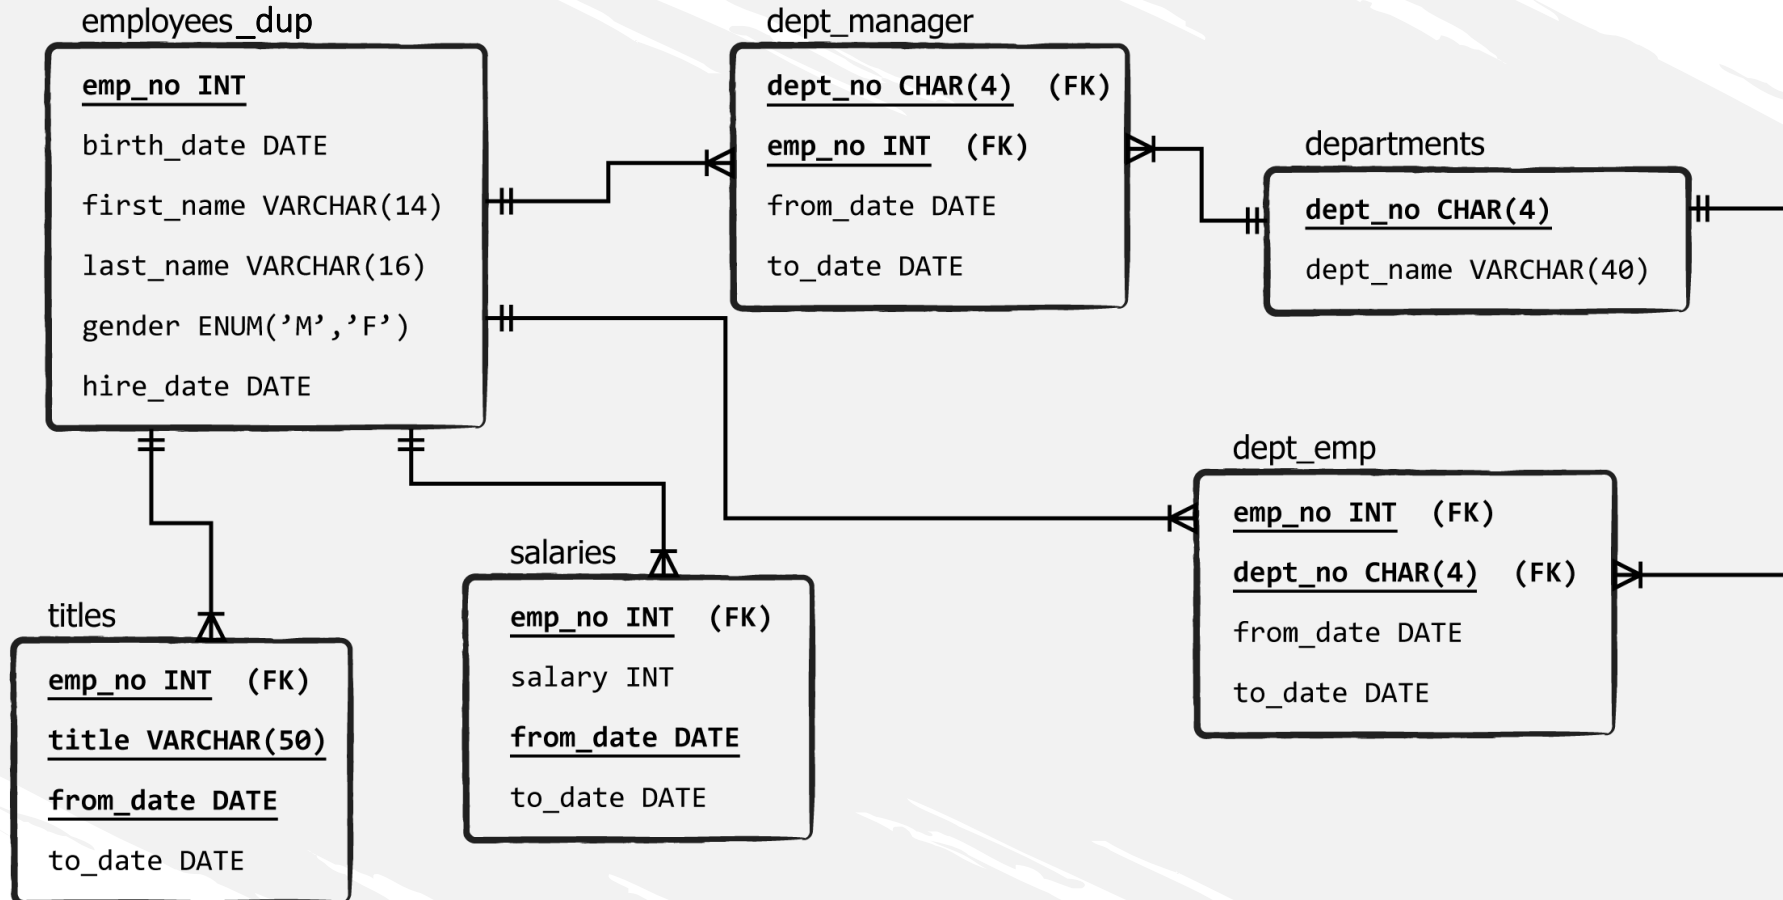 employees_dup
emp_no INT
birth_date DATE
first_name VARCHAR(14)
last_name VARCHAR(16)
gender ENUM(’M’,’F’)
hire_date DATE
dept_manager
dept_no CHAR(4) (FK)
emp_no INT (FK)
from_date DATE
to_date DATE
departments
dept_no CHAR(4)
dept_name VARCHAR(40)
dept_emp
emp_no INT (FK)
dept_no CHAR(4) (FK)
from_date DATE
to_date DATE
salaries
emp_no INT (FK)
salary INT
from_date DATE
to_date DATE
titles
emp_no INT (FK)
title VARCHAR(50)
from_date DATE
to_date DATE